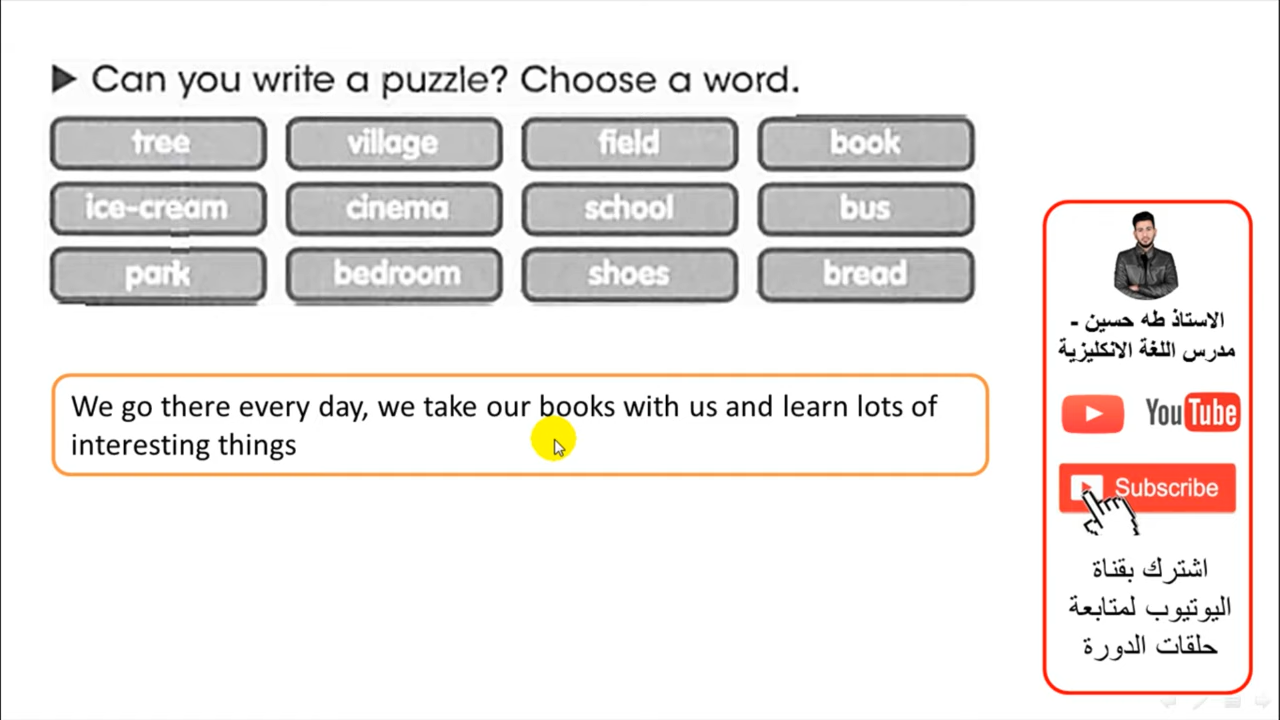 Can you write a puzzle? Choose a word.
tree village field book
ice-cream cinema school bus
park bedroom shoes bread
We go there every day, we take our books with us and learn lots of
interesting things
الاستاذ طه حسين -
مدرس اللغة الانكليزية
YouTube
Subscribe
اشترك بقناة
اليوتيوب لمتابعة
حلقات الدورة